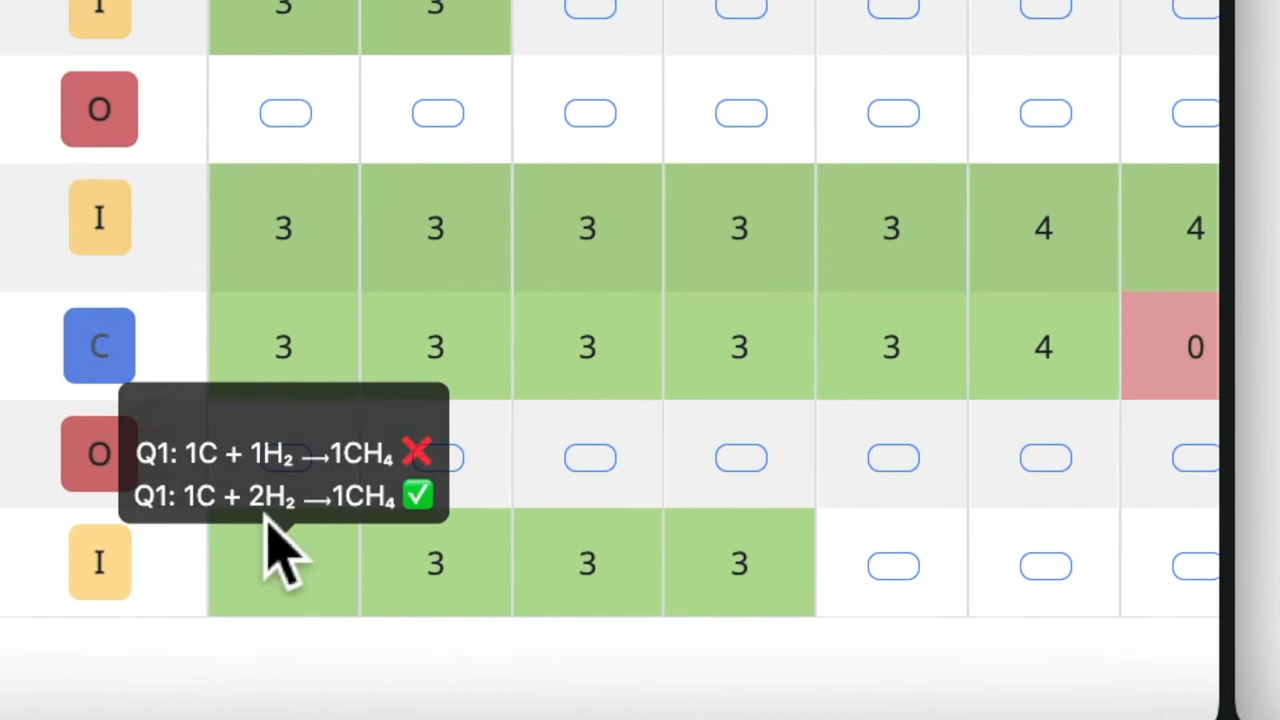 I 3 3
O
I 3 3 3 3 3 4 4
C 3 3 3 3 3 4 0
O
Q1: 1C + 1H₂ →1CH₄ ❌
Q1: 1C + 2H₂ →1CH₄ ✅
I 3 3 3